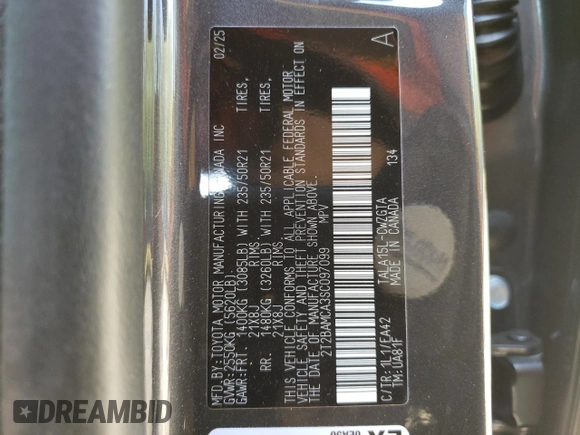 MFD.BY:TOYOTA MOTOR MANUFACTURING CANADA INC 02/25
GVWR:2550KG (5620LB)
GAWR:FRT. 1400KG (3085LB) WITH 235/50R21 TIRES,
21X8J RIMS
RR. 1480KG (3260LB) WITH 235/50R21 TIRES,
21X8J RIMS
THIS VEHICLE CONFORMS TO ALL APPLICABLE FEDERAL MOTOR
VEHICLE SAFETY AND THEFT PREVENTION STANDARDS IN EFFECT ON
THE DATE OF MANUFACTURE SHOWN ABOVE.
2T2BAMCA3SC097099 MPV
A
C/TR:1L1/EA42 TALA15L-CWZGTA 134
TM:UA81F MADE IN CANADA
DREAMBID